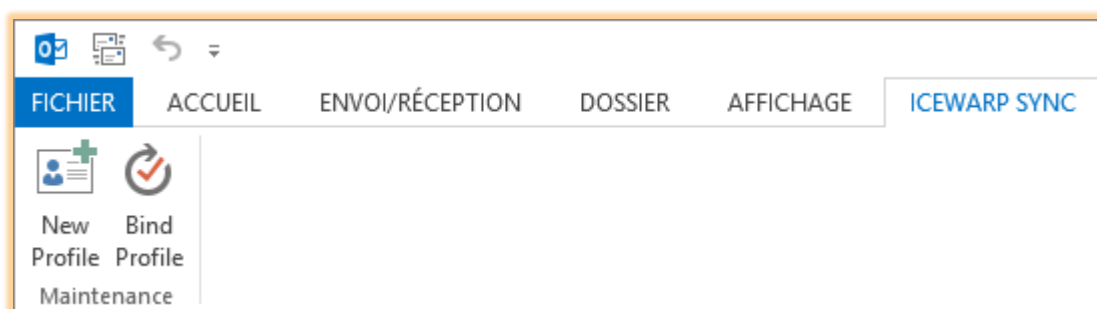 FICHIER ACCUEIL ENVOI/RÉCEPTION DOSSIER AFFICHAGE ICEWARP SYNC
New Bind
Profile Profile
Maintenance